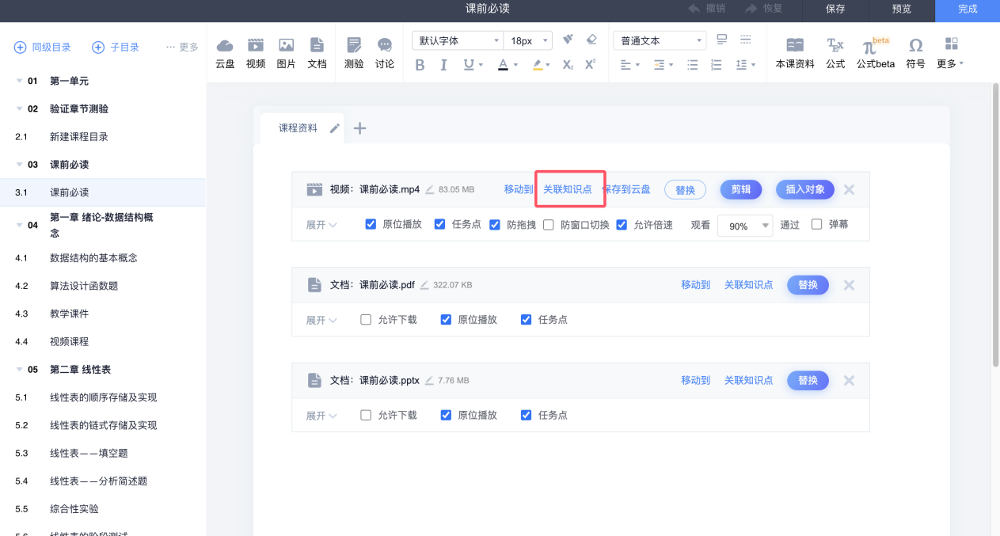 课前必读
撤销 恢复 保存 预览 完成
同级目录 子目录 ··· 更多
01 第一单元
02 验证章节测验
2.1 新建课程目录
03 课前必读
3.1 课前必读
04 第一章 绪论-数据结构概念
4.1 数据结构的基本概念
4.2 算法设计函数题
4.3 教学课件
4.4 视频课程
05 第二章 线性表
5.1 线性表的顺序存储及实现
5.2 线性表的链式存储及实现
5.3 线性表——填空题
5.4 线性表——分析简述题
5.5 综合性实验
5.6 线性表的阶段测试
云盘 视频 图片 文档 测验 讨论
默认字体 18px
B I U A X₂ X²
普通文本
本课资料 公式 公式beta 符号 更多
beta
课程资料
视频：课前必读.mp4 83.05 MB 移动到 关联知识点 保存到云盘 替换 剪辑 插入对象
展开 原位播放 任务点 防拖拽 防窗口切换 允许倍速 观看 90% 通过 弹幕
文档：课前必读.pdf 322.07 KB 移动到 关联知识点 替换
展开 允许下载 原位播放 任务点
文档：课前必读.pptx 7.76 MB 移动到 关联知识点 替换
展开 允许下载 原位播放 任务点